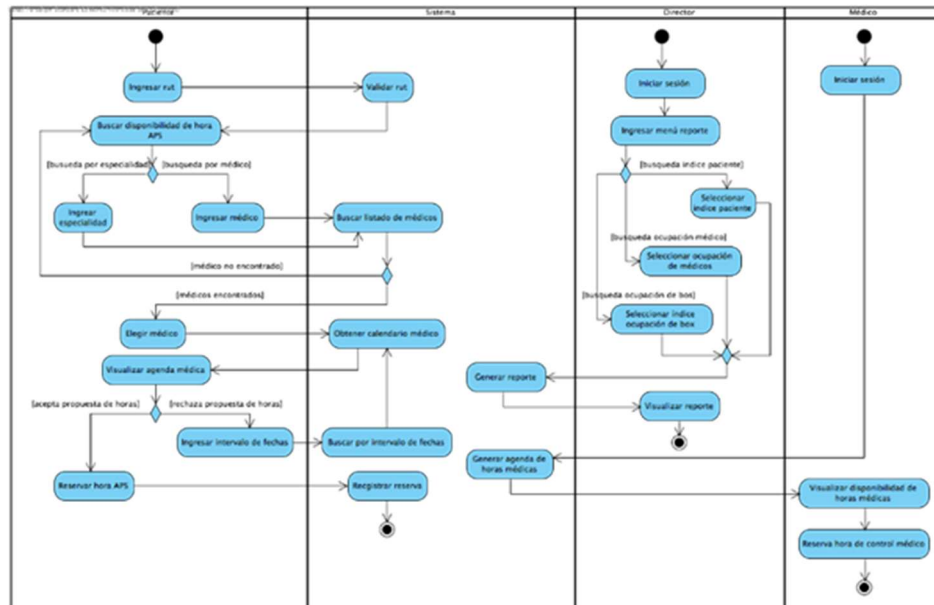 Paciente
Sistema
Director
Médico
Ingresar rut
Validar rut
Iniciar sesión
Iniciar sesión
Buscar disponibilidad de hora
APS
Ingresar menú reporte
[busueda por especialidad]
[busqueda por médico]
[busqueda indice paciente]
Ingrear
especialidad
Ingresar médico
Buscar listado de médicos
Seleccionar
indice paciente
[busqueda ocupación médico]
[médico no encontrado]
Seleccionar ocupación
de médicos
[médicos encontrados]
[busqueda ocupación de box]
Elegir médico
Obtener calendario médico
Seleccionar índice
ocupación de box
Visualizar agenda médica
Generar reporte
[acepta propuesta de horas]
[rechaza propuesta de horas]
Visualizar reporte
Ingresar intervalo de fechas
Buscar por intervalo de fechas
Generar agenda de
horas médicas
Reservar hora APS
Recgistrar reserva
Visualizar disponibilidad de
horas médicas
Reserva hora de control médico